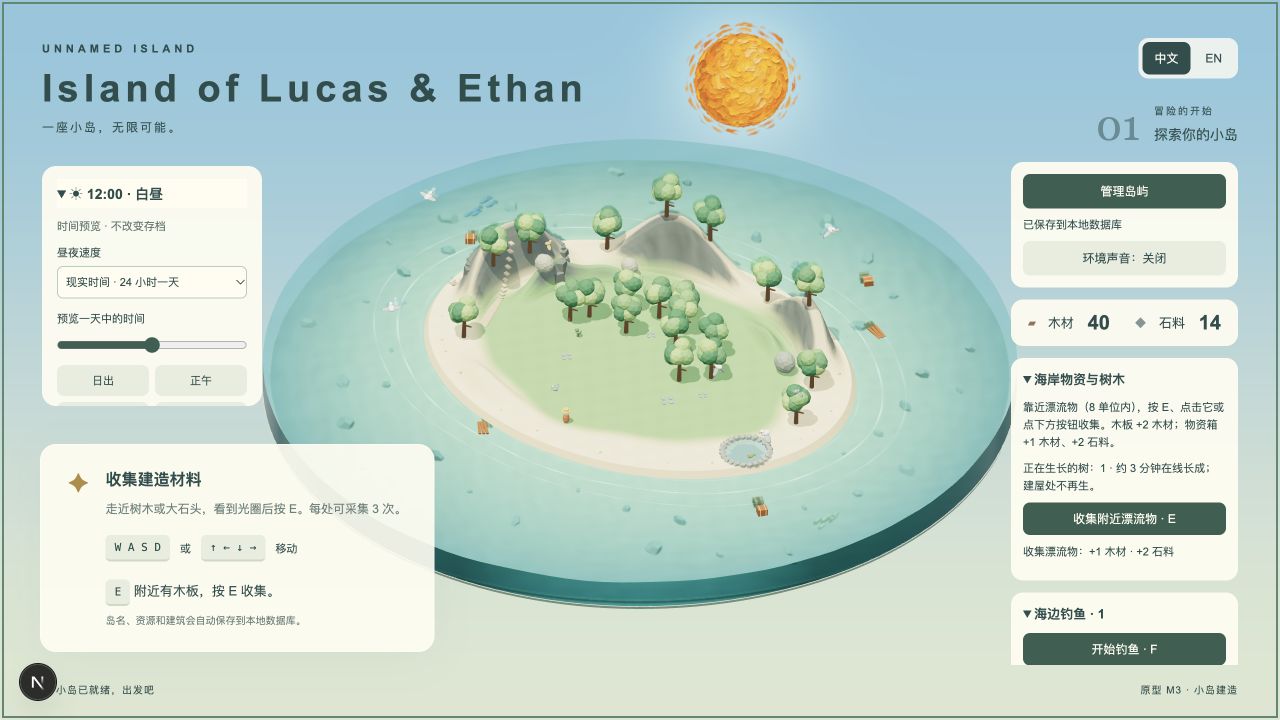 UNNAMED ISLAND
Island of Lucas & Ethan
一座小岛，无限可能。
中文 EN
01
冒险的开始
探索你的小岛
▼☀ 12:00 · 白昼
时间预览 · 不改变存档
昼夜速度
现实时间 · 24 小时一天
预览一天中的时间
日出 正午
收集建造材料
走近树木或大石头，看到光圈后按 E。每处可采集 3 次。
W A S D 或 ↑ ← ↓ → 移动
E 附近有木板，按 E 收集。
岛名、资源和建筑会自动保存到本地数据库。
管理岛屿
已保存到本地数据库
环境声音：关闭
木材 40 石料 14
▼海岸物资与树木
靠近漂流物（8 单位内），按 E、点击它或
点下方按钮收集。木板 +2 木材；物资箱
+1 木材、+2 石料。
正在生长的树：1 · 约 3 分钟在线长成；
建屋处不再生。
收集附近漂流物 · E
收集漂流物：+1 木材 · +2 石料
▼海边钓鱼 · 1
开始钓鱼 · F
N
小岛已就绪，出发吧
原型 M3 · 小岛建造